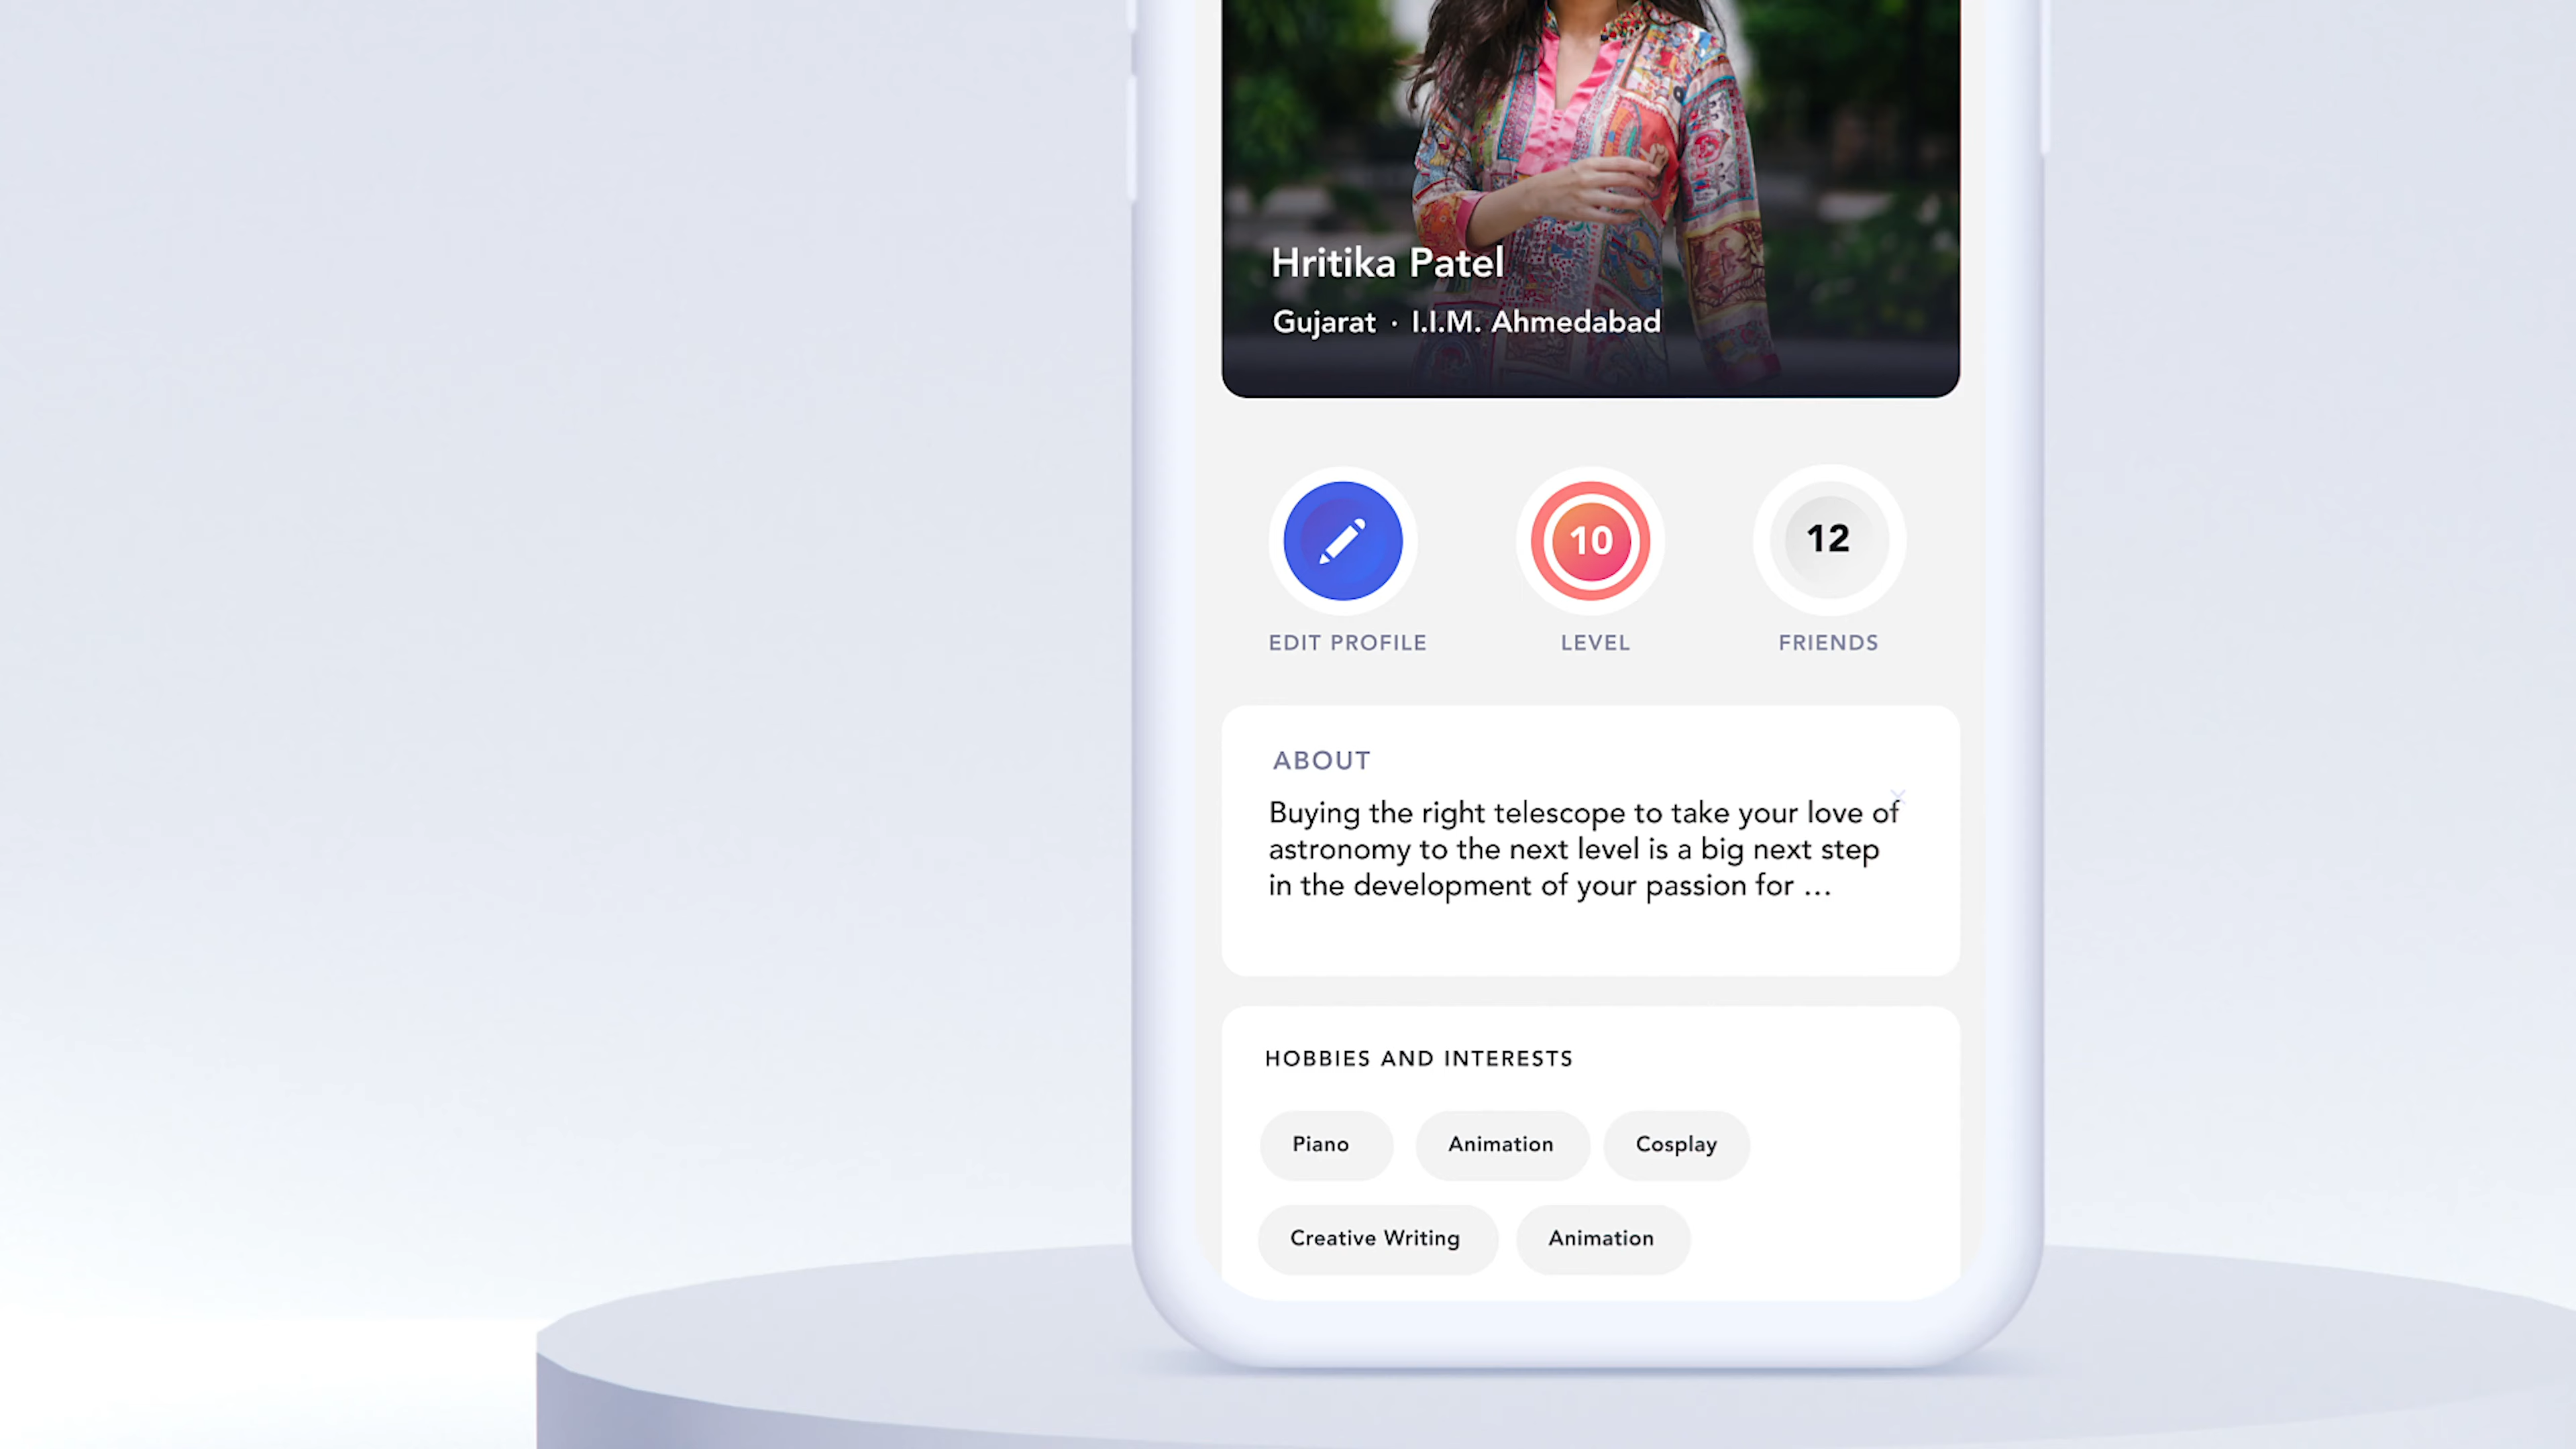 Hritika Patel
Gujarat · I.I.M. Ahmedabad
10
12
EDIT PROFILE
LEVEL
FRIENDS
ABOUT
Buying the right telescope to take your love of
astronomy to the next level is a big next step
in the development of your passion for ...
HOBBIES AND INTERESTS
Piano
Animation
Cosplay
Creative Writing
Animation